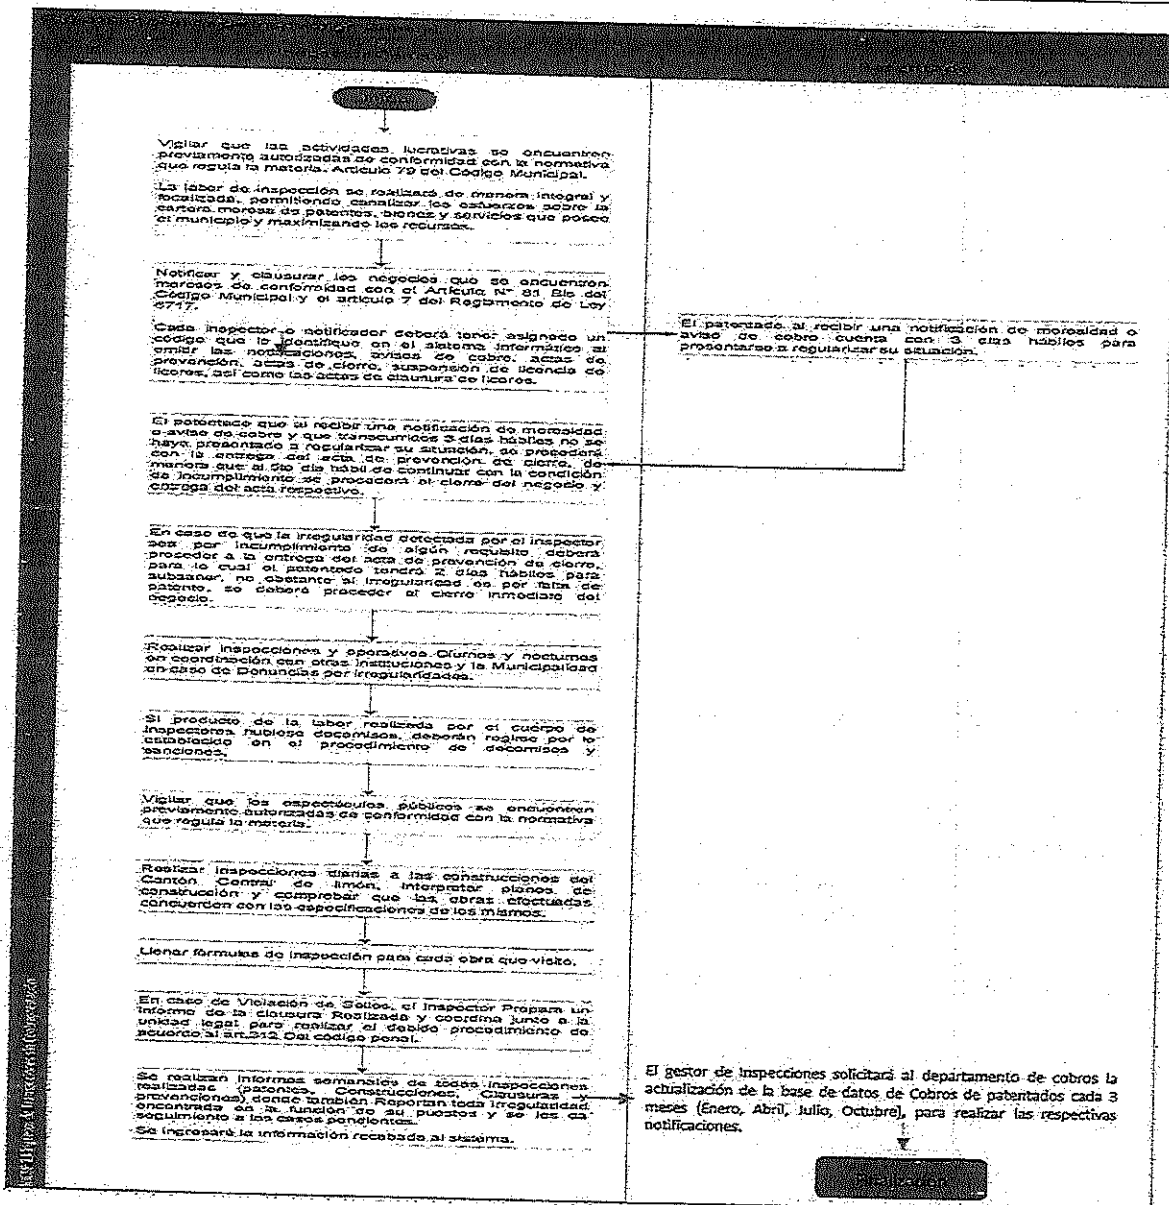 Vigilar que las actividades lucrativas se encuentren
previamente autorizadas de conformidad con la normativa
que regula la materia. Artículo 79 del Código Municipal.
La labor de inspección se realizará de manera integral y
focalizada, permitiendo canalizar los esfuerzos sobre la
cartera morosa de patentes, bienes y servicios que posee
el municipio y maximizando los recursos.
Notificar y clausurar los negocios que se encuentren
morosos de conformidad con el Artículo N° 81 Bis del
Código Municipal y el artículo 7 del Reglamento de Ley
6717.
Cada inspector o notificador deberá tener asignado un
código que lo identifique en el sistema informático al
emitir las notificaciones, avisos de cobro, actas de
prevención, actas de cierre, suspensión de licencia de
licores, así como las actas de clausura de licores.
El patentado al recibir una notificación de morosidad o
aviso de cobro cuenta con 3 días hábiles para
presentarse a regularizar su situación.
El patentado que al recibir una notificación de morosidad
o aviso de cobro y que transcurridos 3 días hábiles no se
haya presentado a regularizar su situación, se procederá
con la entrega del acta de prevención de cierre, de
manera que al 5to día hábil de continuar con la condición
de incumplimiento se procederá al cierre del negocio y
entrega del acta respectivo.
En caso de que la irregularidad detectada por el inspector
sea por incumplimiento de algún requisito deberá
proceder a la entrega del acta de prevención de cierre,
para lo cual el patentado tendrá 2 días hábiles para
subsanar, no obstante si irregularidad es por falta de
patente, se deberá proceder al cierre inmediato del
negocio.
Realizar inspecciones y operativos Diurnos y nocturnos
en coordinación con otras instituciones y la Municipalidad
en caso de Denuncias por irregularidades.
Si producto de la labor realizada por el cuerpo de
inspectores hubiese decomisos, deberán regirse por lo
establecido en el procedimiento de decomisos y
sanciones.
Vigilar que los espectáculos públicos se encuentren
previamente autorizadas de conformidad con la normativa
que regula la materia.
Realizar inspecciones diarias a las construcciones del
Cantón Central de limón, interpretar planos de
construcción y comprobar que las obras efectuadas
concuerden con las especificaciones de los mismos.
Llenar fórmulas de inspección para cada obra que visite.
En caso de Violación de Sellos, el Inspector Prepara un
informe de la clausura Realizada y coordina junto a la
unidad legal para realizar el debido procedimiento de
acuerdo al art.312 Del código penal.
Se realizan informes semanales de todas inspecciones
realizadas (patentes, Construcciones, Clausuras y
prevenciones) donde también Reportan toda irregularidad
encontrada en la función de su puestos y se les da
seguimiento a los casos pendientes.
Se ingresará la información recabada al sistema.
El gestor de Inspecciones solicitará al departamento de cobros la
actualización de la base de datos de Cobros de patentados cada 3
meses (Enero, Abril, Julio, Octubre), para realizar las respectivas
notificaciones.
Finalización